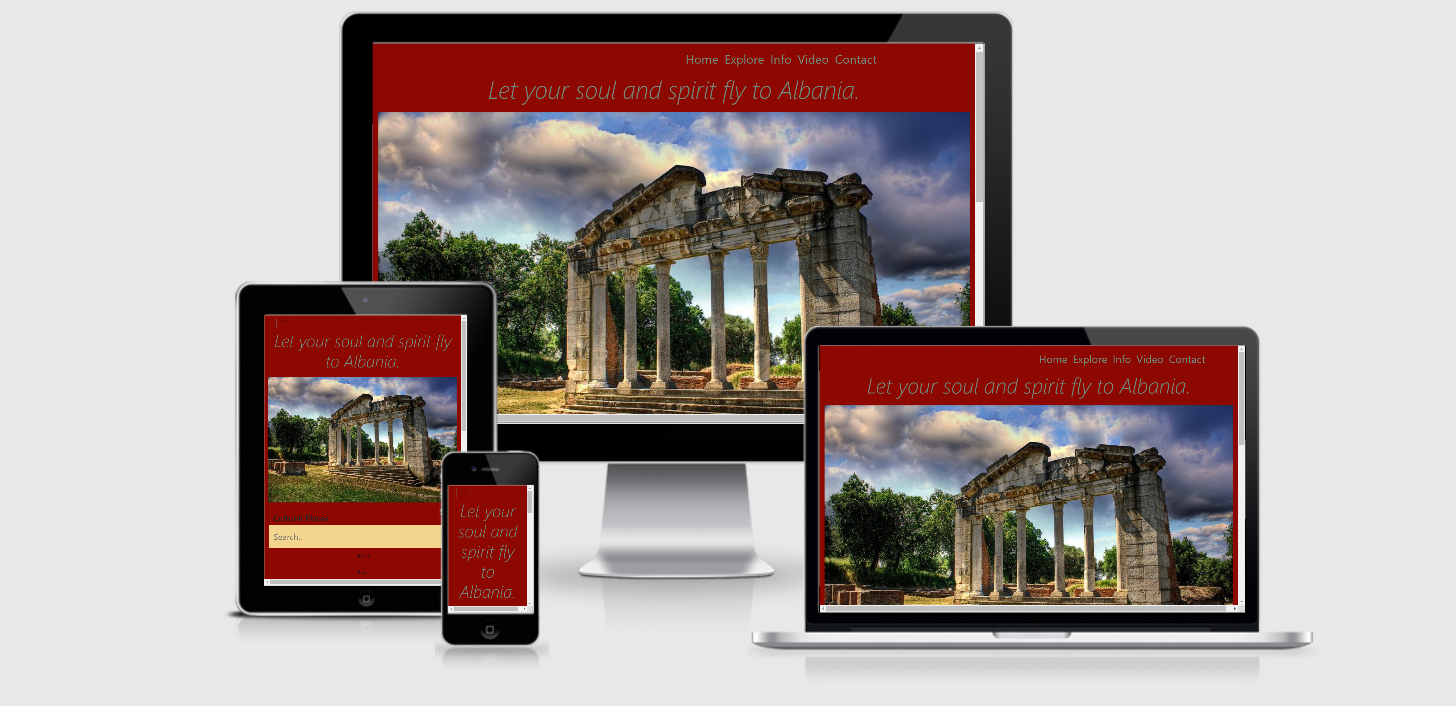 Home Explore Info Video Contact
Let your soul and spirit fly to Albania.
Let your soul and spirit fly
to Albania.
Search..
Let your
soul and
spirit fly
to
Albania.
Home Explore Info Video Contact
Let your soul and spirit fly to Albania.